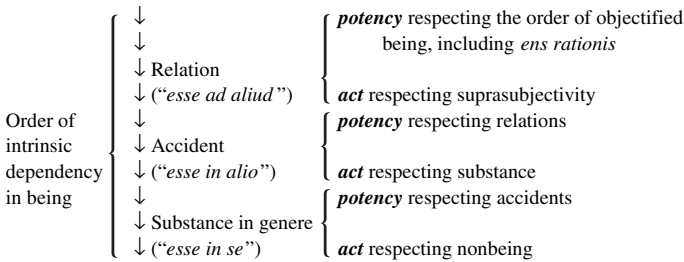 ↓ potency respecting the order of objectified
↓ being, including ens rationis
↓ Relation
↓ (“esse ad aliud”) act respecting suprasubjectivity
Order of ↓ potency respecting relations
intrinsic ↓ Accident
dependency ↓ (“esse in alio”) act respecting substance
in being ↓ potency respecting accidents
↓ Substance in genere
↓ (“esse in se”) act respecting nonbeing